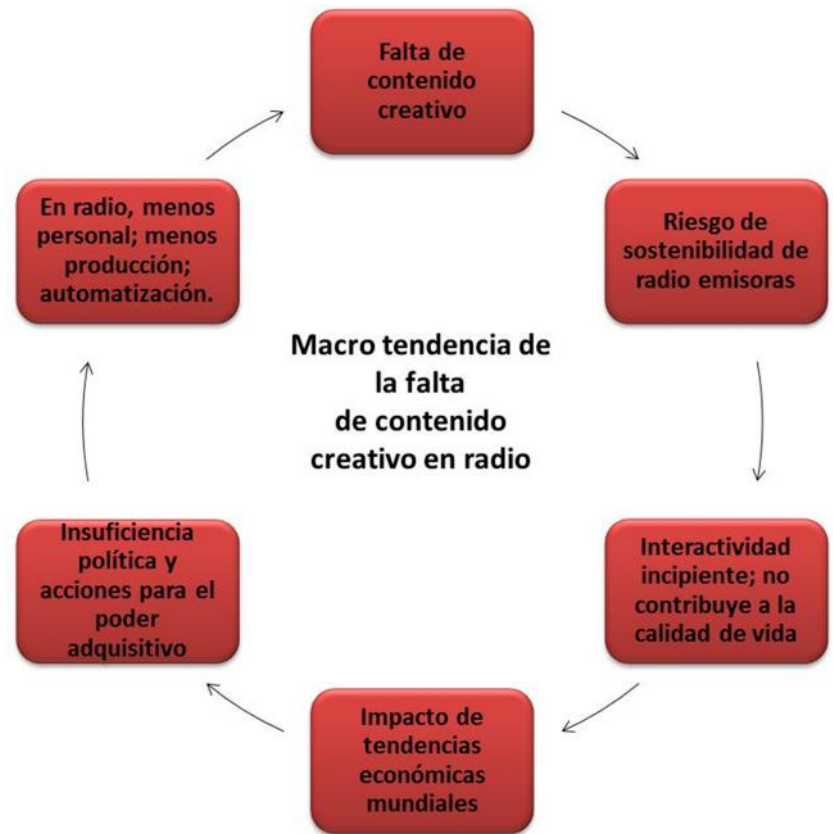 Falta de
contenido
creativo
Riesgo de
sostenibilidad de
radio emisoras
Interactividad
incipiente; no
contribuye a la
calidad de vida
Impacto de
tendencias
económicas
mundiales
Insuficiencia
política y
acciones para el
poder
adquisitivo
En radio, menos
personal; menos
producción;
automatización.
Macro tendencia de
la falta
de contenido
creativo en radio